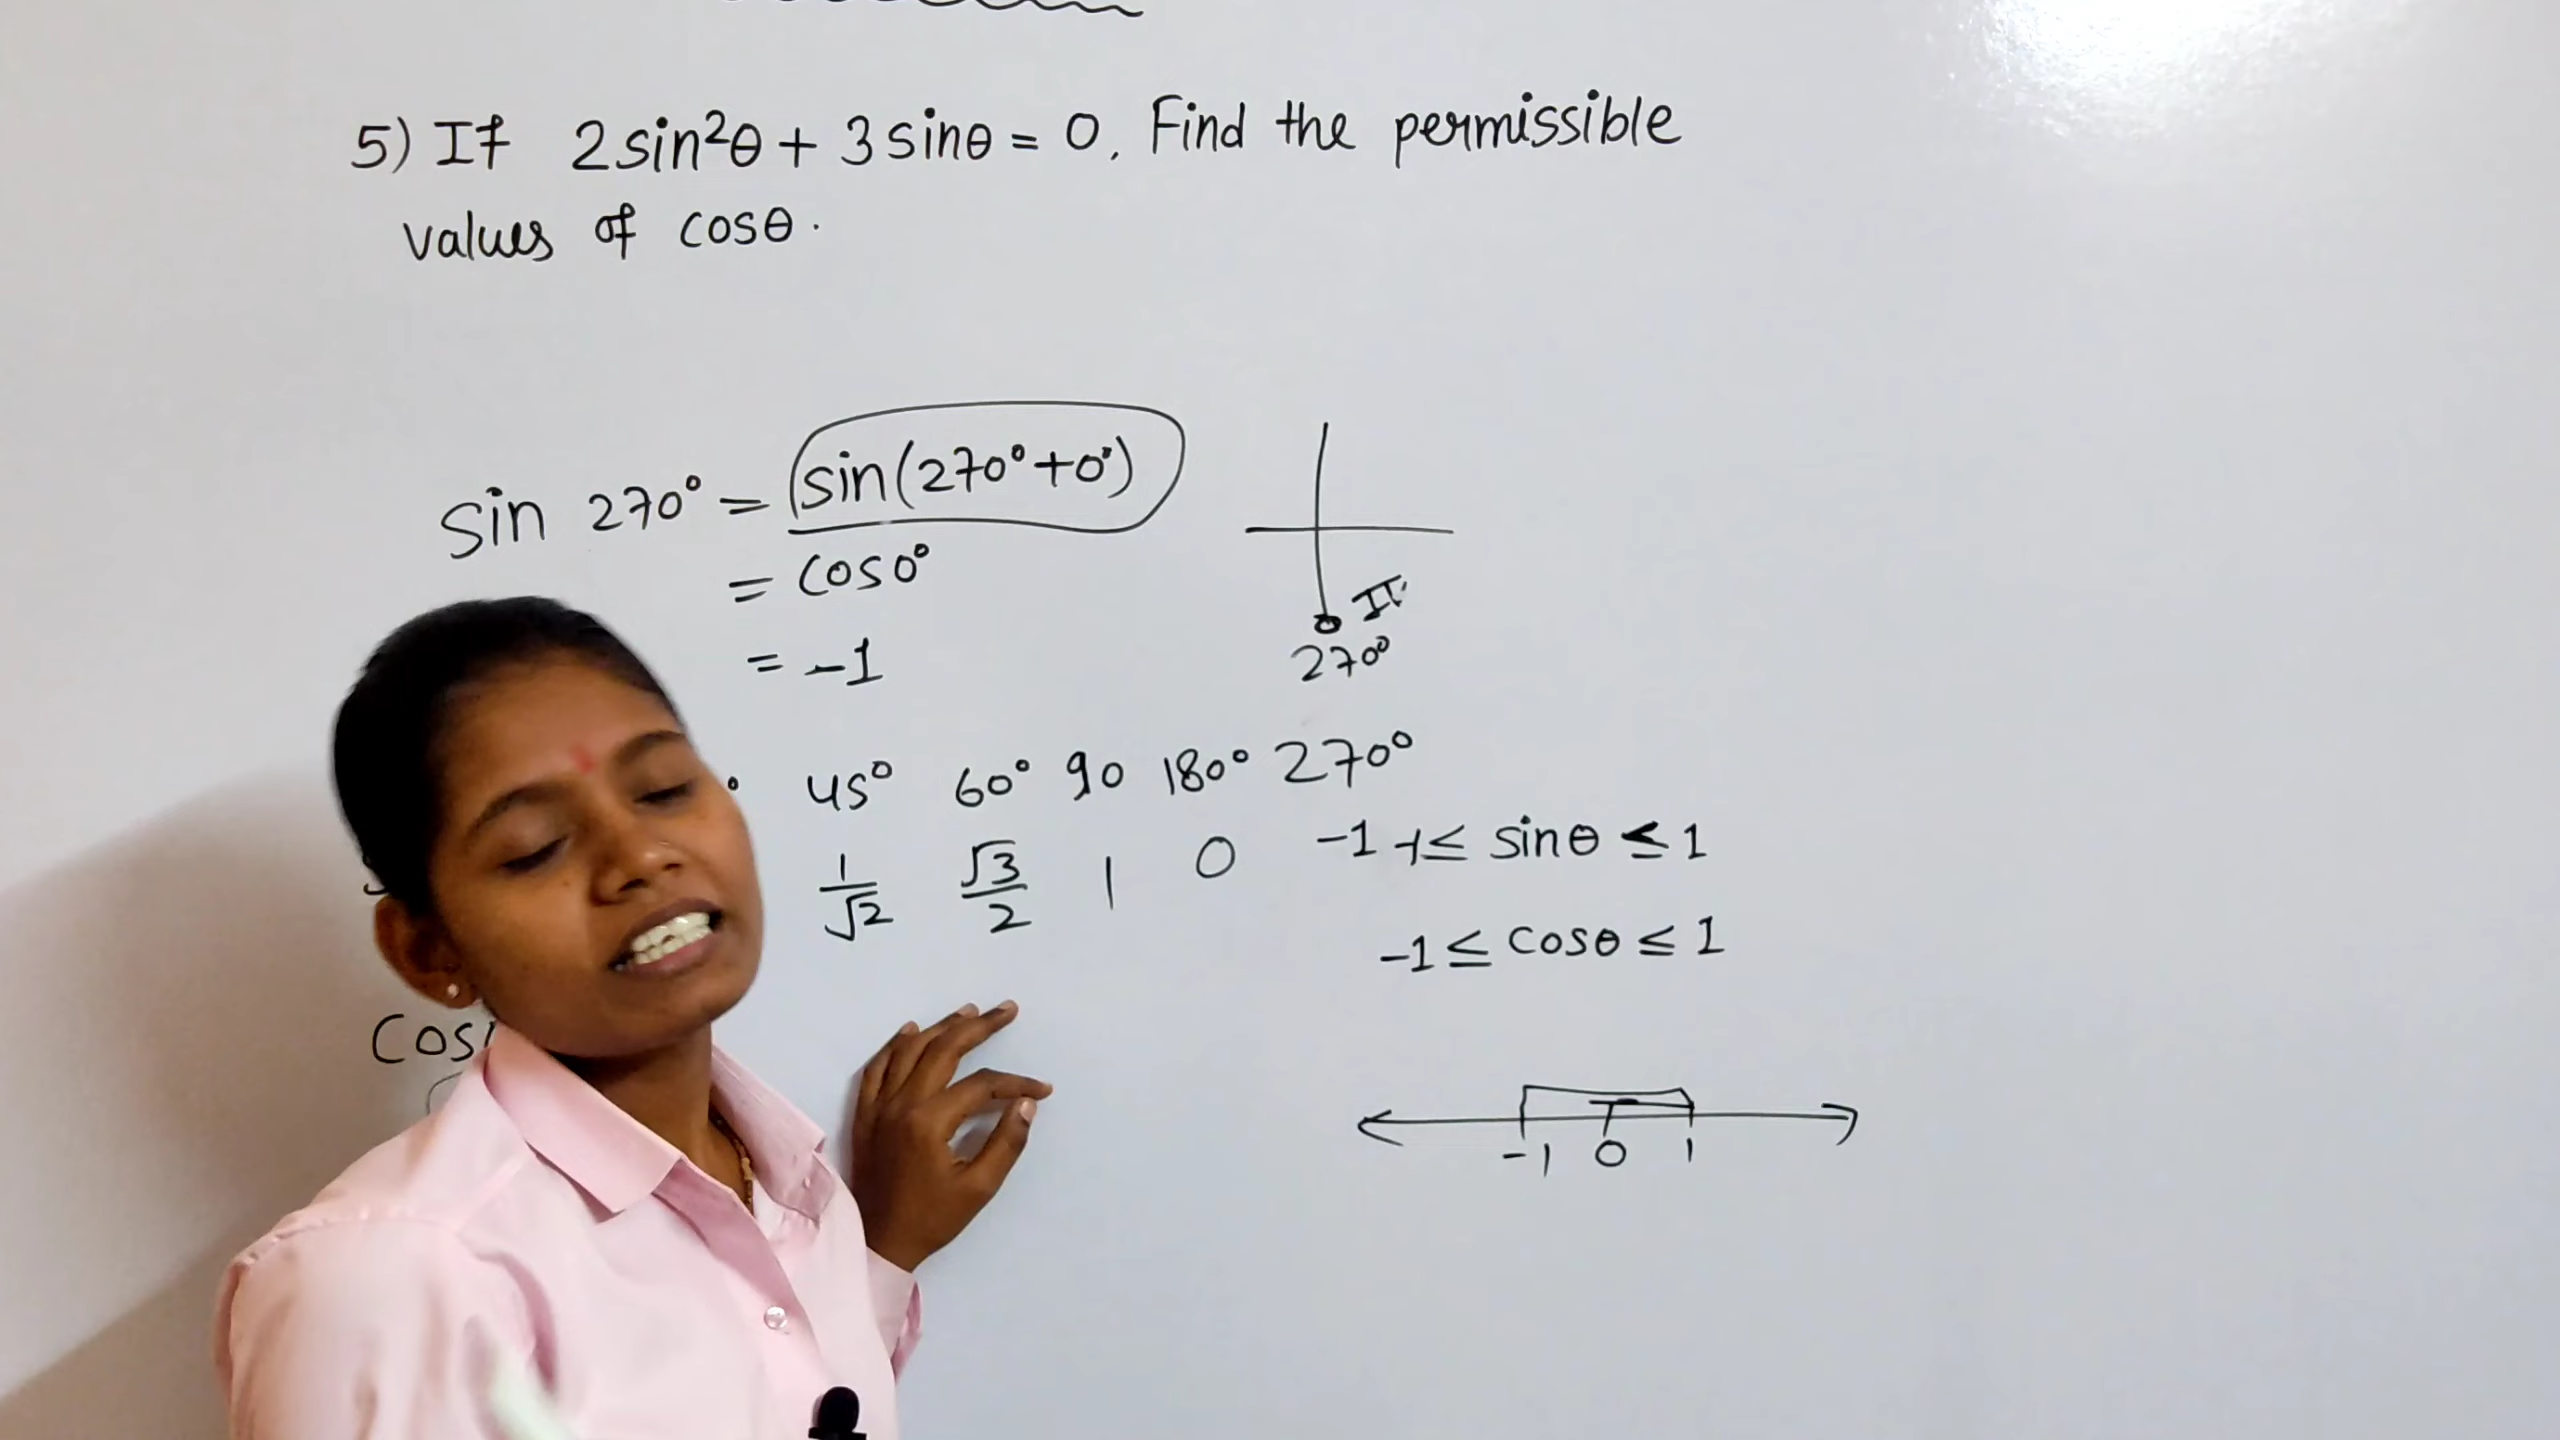 5) If 2sin²θ + 3sinθ = 0. Find the permissible
values of cosθ.
sin 270° = sin(270°+0°)
= cos0°
= -1
270°
45° 60° 90 180° 270°
1/√2 √3/2 1 0 -1
-1 ≤ sinθ ≤ 1
-1 ≤ cosθ ≤ 1
cos
-1 0 1